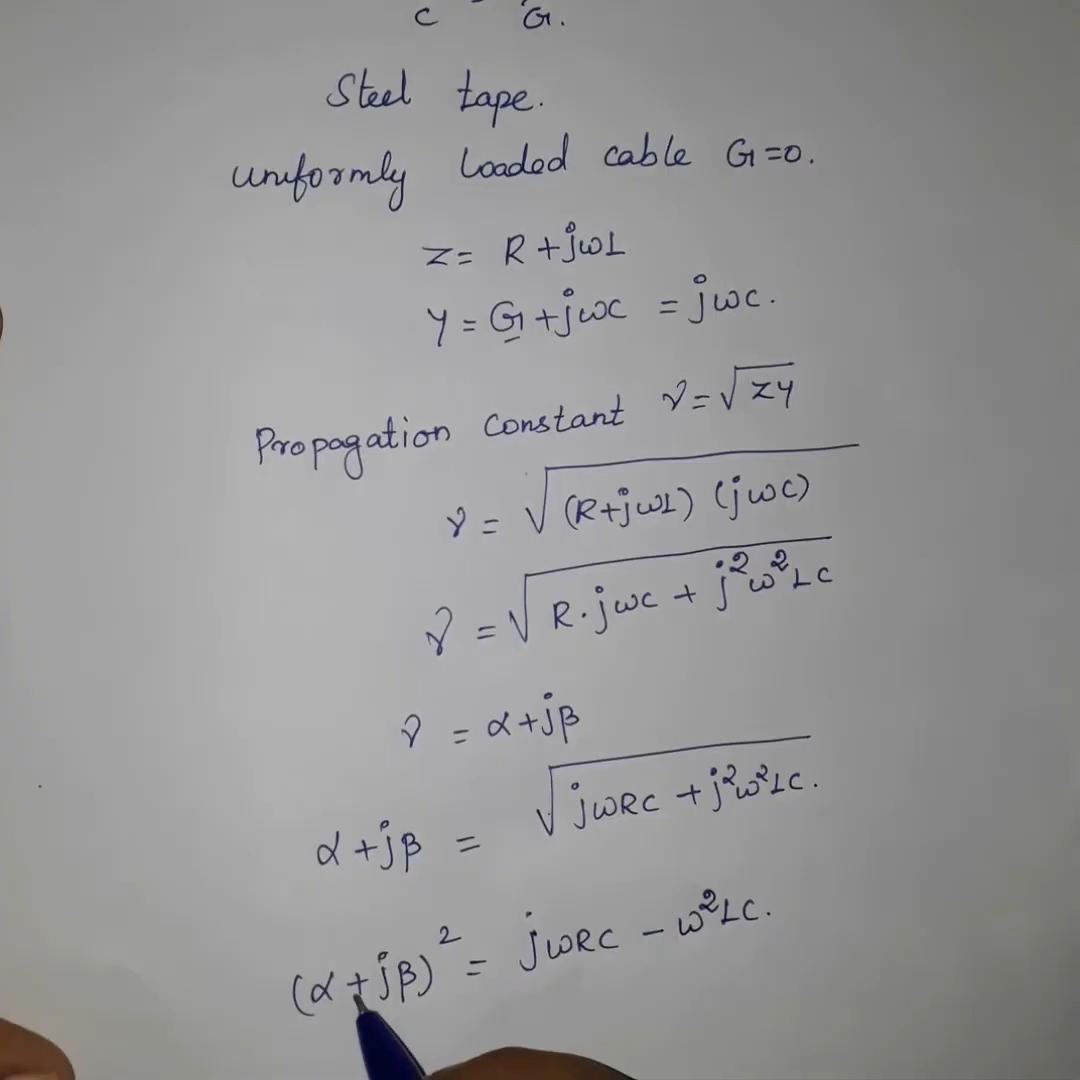 C G.
Steel tape.
Uniformly Loaded cable G=0.
Z= R+jωL
Y=G+jωC =jωC.
Propagation Constant γ=√ZY
γ= √(R+jωL) (jωC)
γ =√R.jωC + j²ω²LC
γ = α+jβ
α+jβ = √jωRC + j²ω²LC.
(α+jβ)² = jωRC - ω²LC.